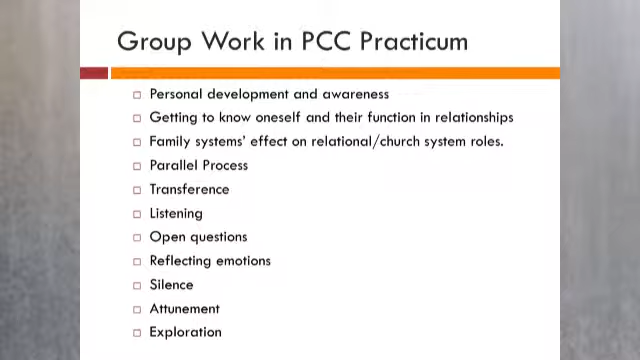 Group Work in PCC Practicum
Personal development and awareness
Getting to know oneself and their function in relationships
Family systems' effect on relational/church system roles.
Parallel Process
Transference
Listening
Open questions
Reflecting emotions
Silence
Attunement
Exploration